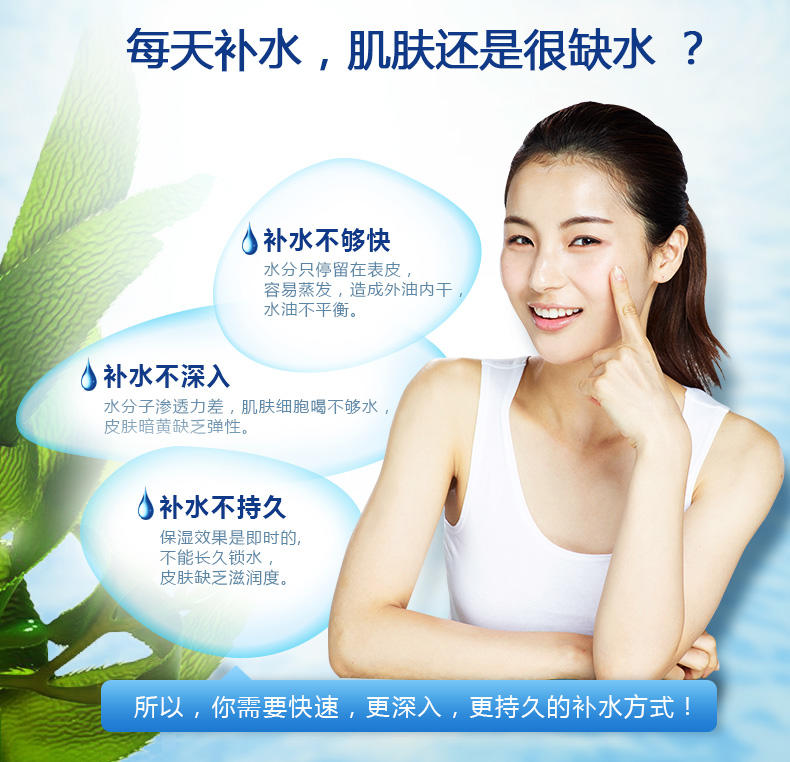 每天补水，肌肤还是很缺水 ？
补水不够快
水分只停留在表皮，
容易蒸发，造成外油内干，
水油不平衡。
补水不深入
水分子渗透力差，肌肤细胞喝不够水，
皮肤暗黄缺乏弹性。
补水不持久
保湿效果是即时的,
不能长久锁水，
皮肤缺乏滋润度。
所以，你需要快速，更深入，更持久的补水方式！